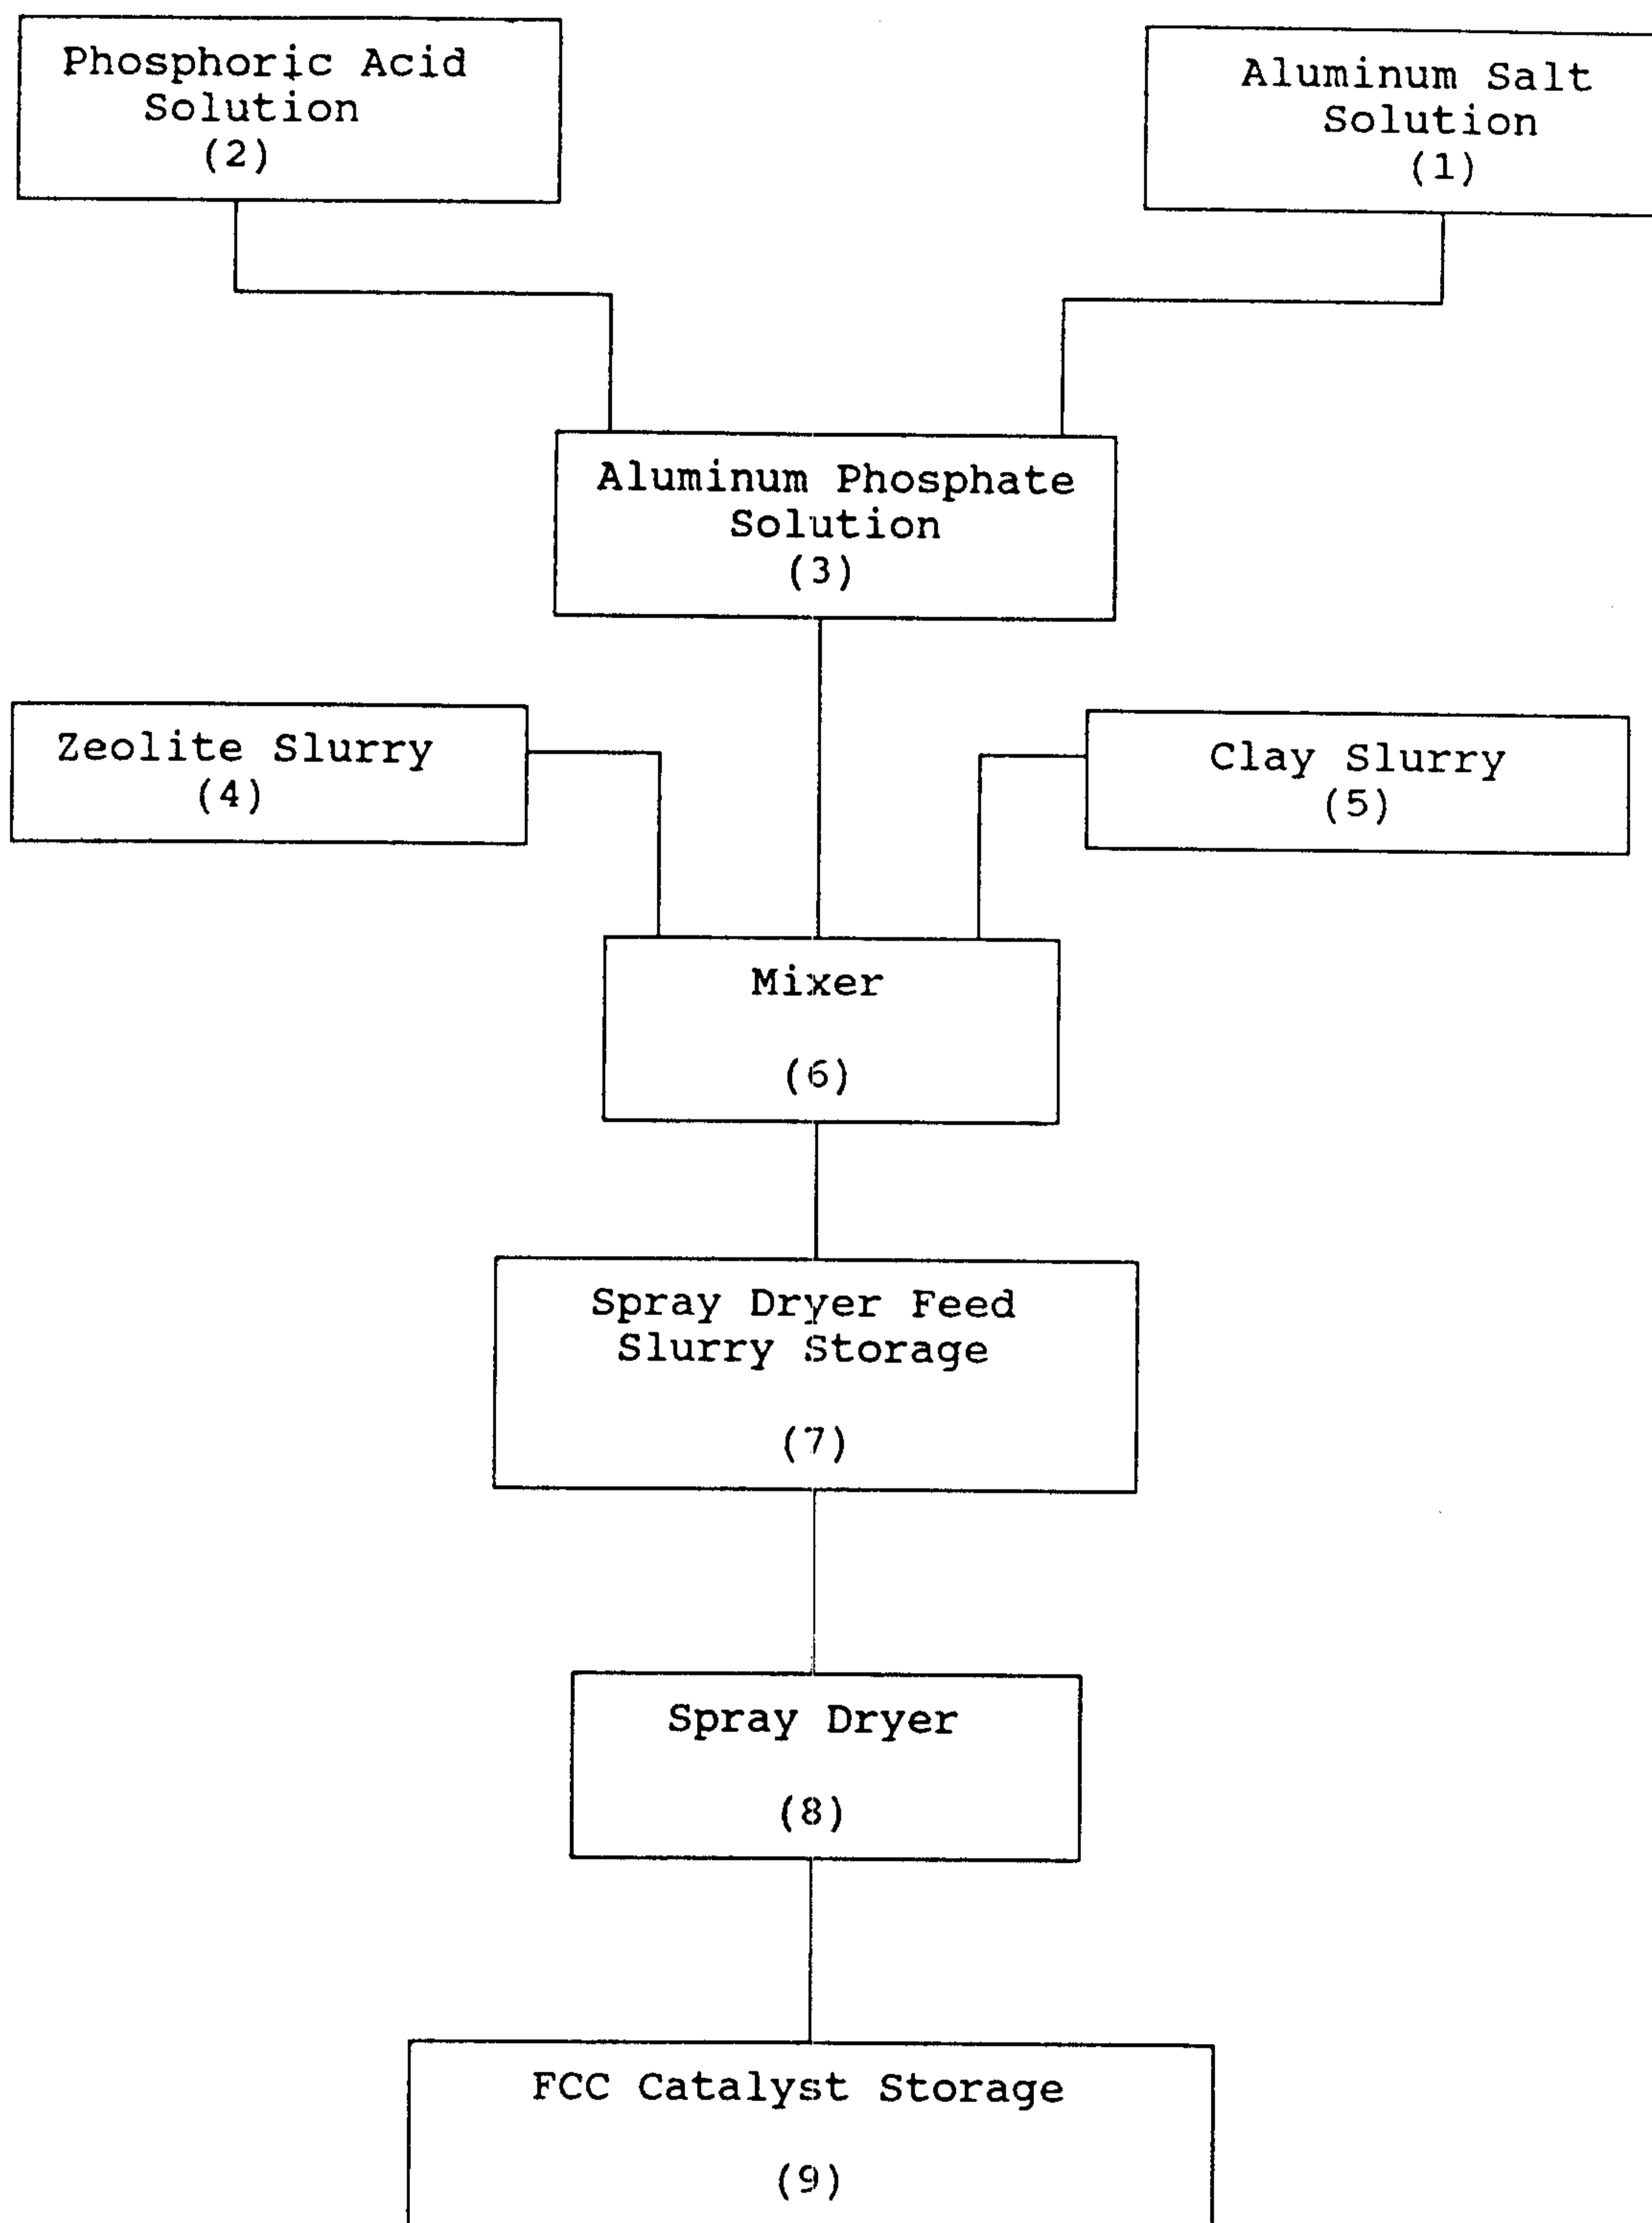 Phosphoric Acid
Solution
(2)
Aluminum Salt
Solution
(1)
Aluminum Phosphate
Solution
(3)
Zeolite Slurry
(4)
Clay Slurry
(5)
Mixer
(6)
Spray Dryer Feed
Slurry Storage
(7)
Spray Dryer
(8)
FCC Catalyst Storage
(9)